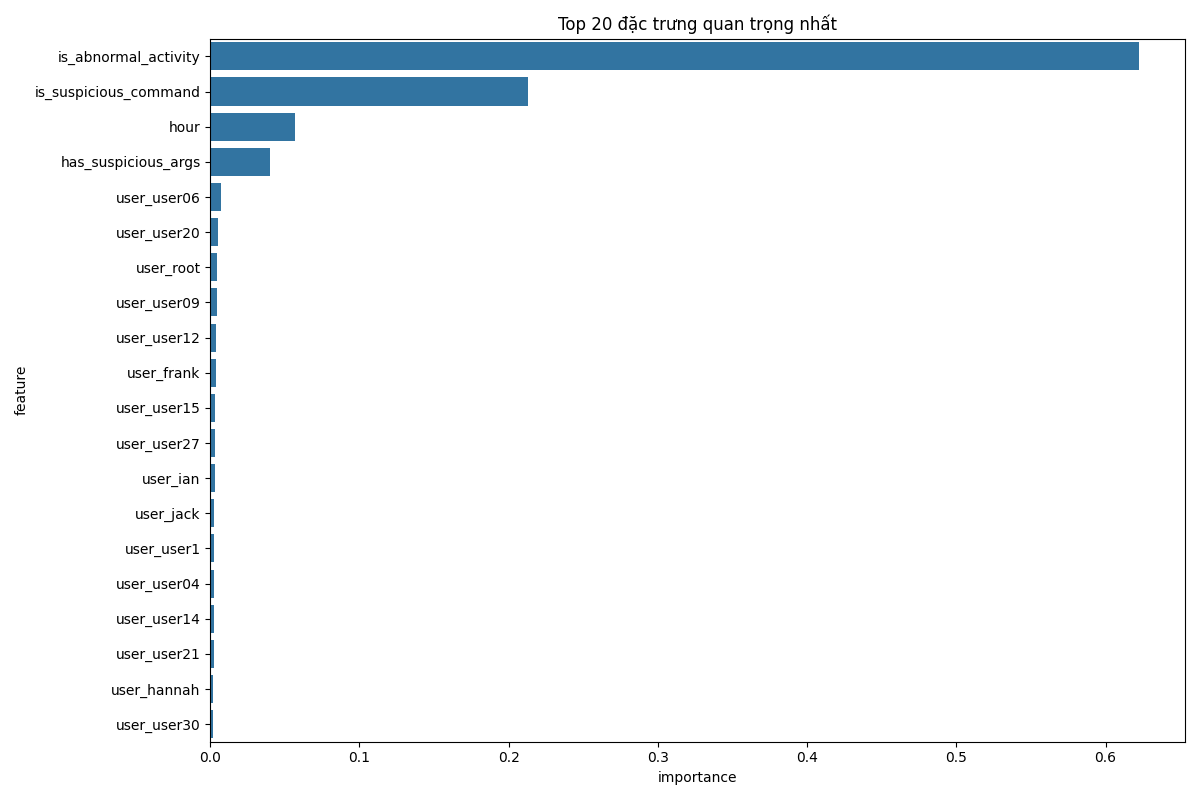 Top 20 đặc trưng quan trọng nhất
is_abnormal_activity
is_suspicious_command
hour
has_suspicious_args
user_user06
user_user20
user_root
user_user09
user_user12
user_frank
user_user15
user_user27
user_ian
user_jack
user_user1
user_user04
user_user14
user_user21
user_hannah
user_user30
feature
0.0 0.1 0.2 0.3 0.4 0.5 0.6
importance